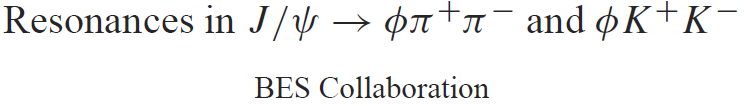 Resonances in J/ψ → ϕπ⁺π⁻ and ϕK⁺K⁻
BES Collaboration